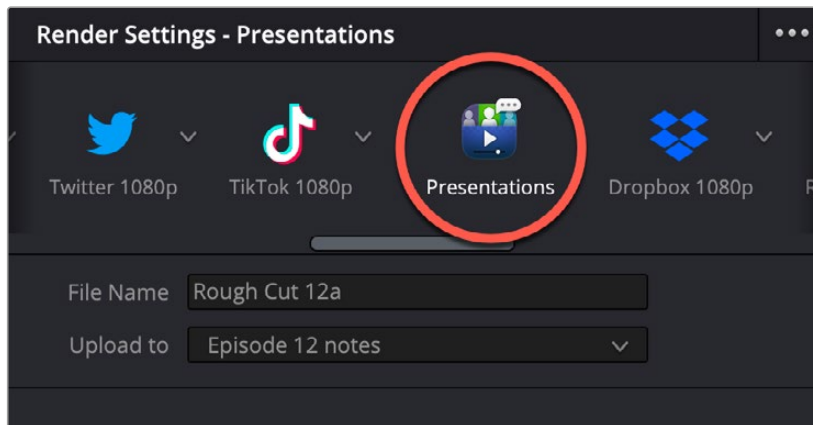 Render Settings - Presentations
Twitter 1080p
TikTok 1080p
Presentations
Dropbox 1080p
File Name
Rough Cut 12a
Upload to
Episode 12 notes